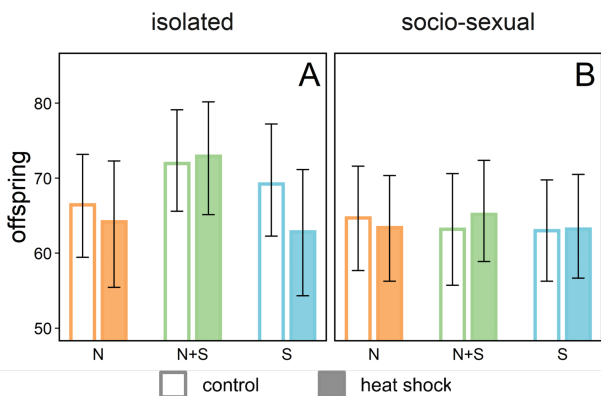 isolated socio-sexual
A B
80
70
60
50
offspring
N N+S S N N+S S
control heat shock